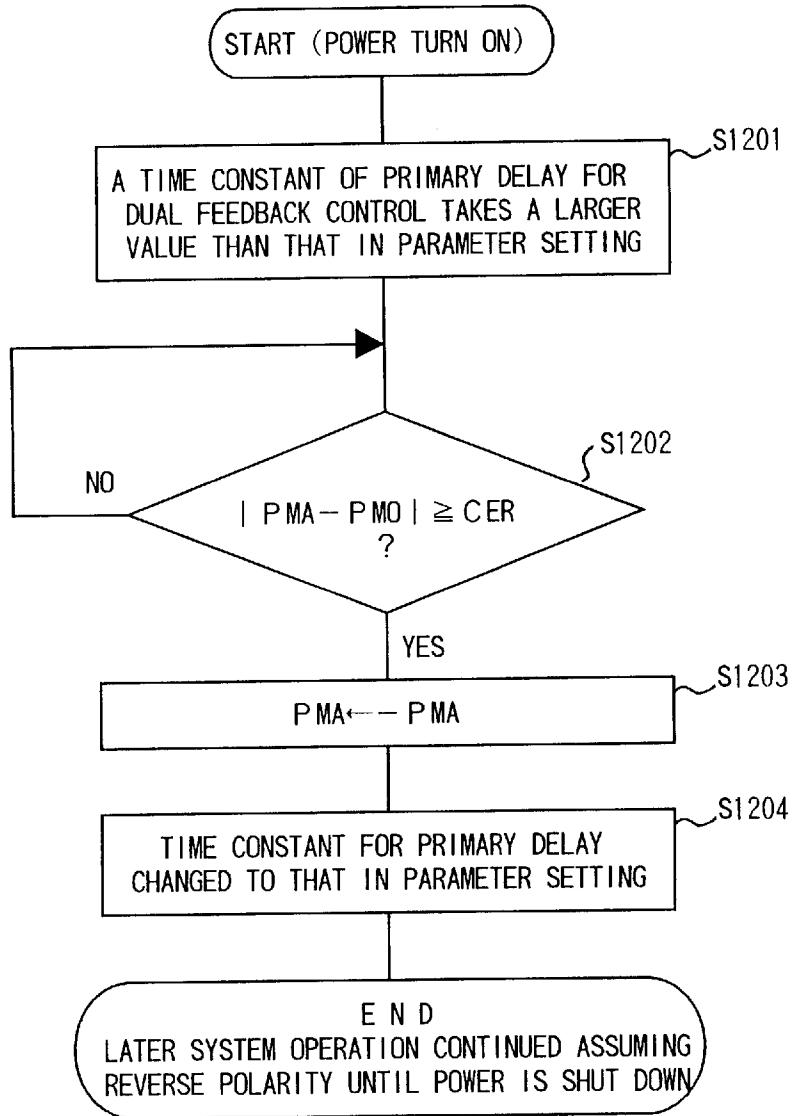 START (POWER TURN ON)
S1201
A TIME CONSTANT OF PRIMARY DELAY FOR
DUAL FEEDBACK CONTROL TAKES A LARGER
VALUE THAN THAT IN PARAMETER SETTING
S1202
NO
| PMA－PMO | ≧ CER
?
YES
S1203
PMA←－PMA
S1204
TIME CONSTANT FOR PRIMARY DELAY
CHANGED TO THAT IN PARAMETER SETTING
E N D
LATER SYSTEM OPERATION CONTINUED ASSUMING
REVERSE POLARITY UNTIL POWER IS SHUT DOWN